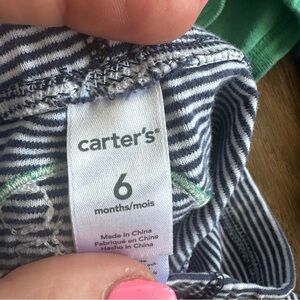 carter's®
6
months/mois
Made in China
Fabriqué en Chine
Hecho en China